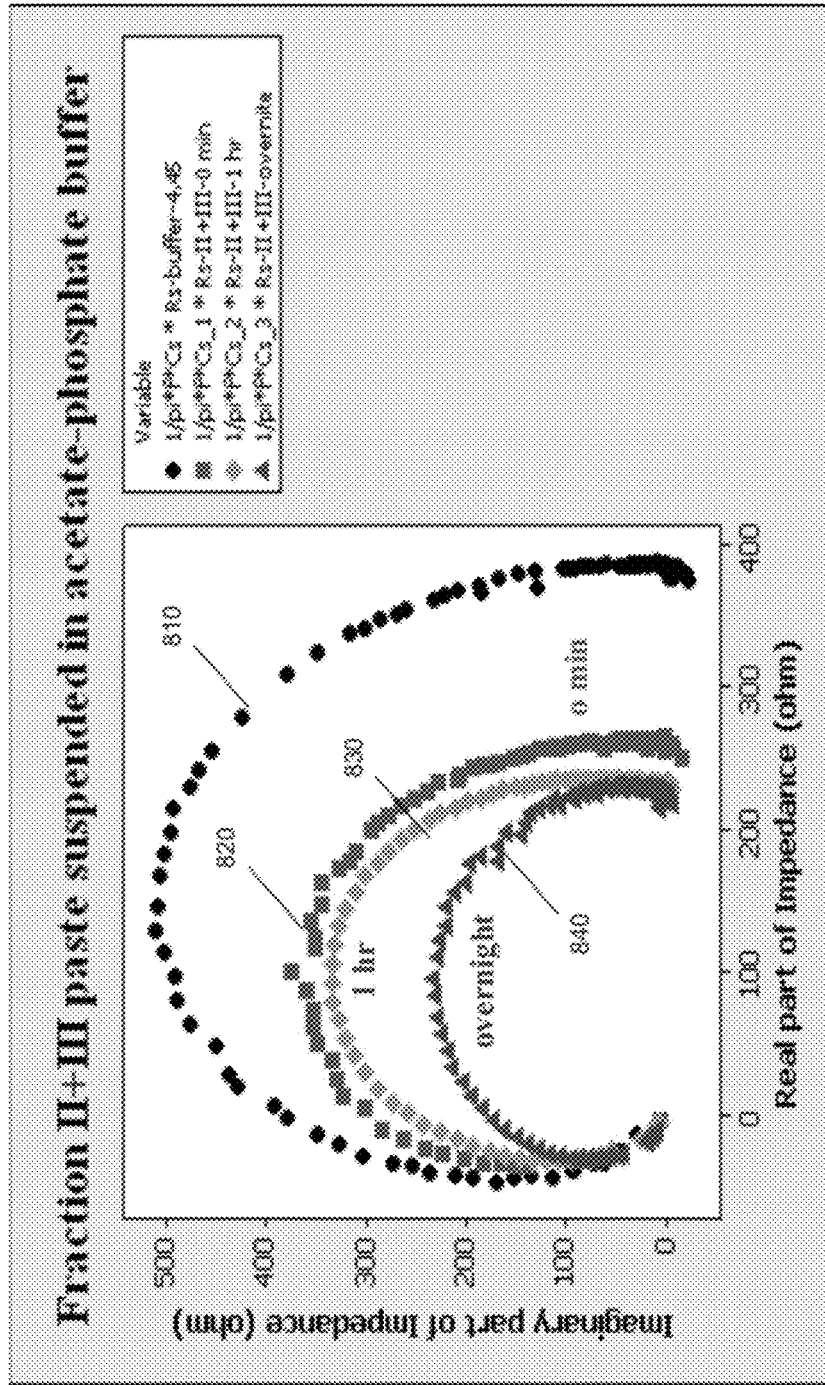 Fraction II+III paste suspended in acetate-phosphate buffer
Variable
1/pi*f*Cs * Rs-buffer-4.45
1/pi*f*Cs_1 * Rs-II+III-0 min
1/pi*f*Cs_2 * Rs-II+III-1 hr
1/pi*f*Cs_3 * Rs-II+III-overnite
Imaginary part of Impedance (ohm)
500
400
300
200
100
0
810
820
830
840
1 hr
overnight
o min
0
100
200
300
400
Real part of Impedance (ohm)